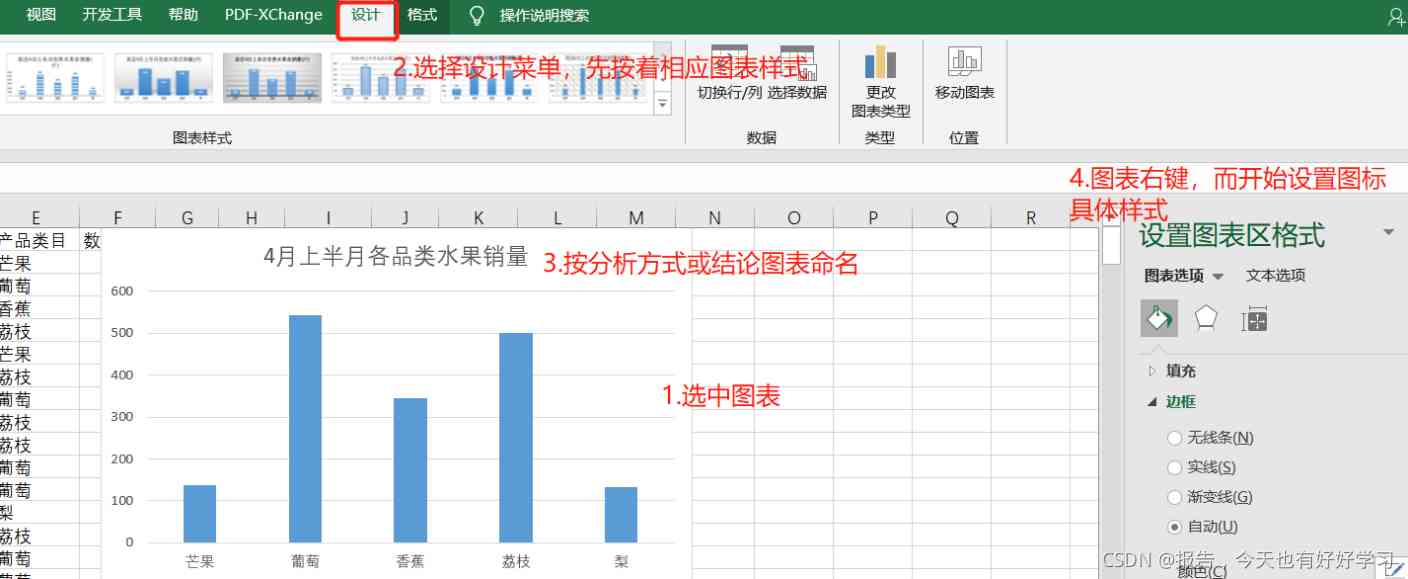 视图 开发工具 帮助 PDF-XChange 设计 格式 操作说明搜索
2.选择设计菜单，先按着相应图表样式
切换行/列 选择数据
更改
图表类型
移动图表
图表样式 数据 类型 位置
4.图表右键，而开始设置图标
具体样式
E F G H I J K L M N O P Q R
产品类目 数
芒果
葡萄
香蕉
荔枝
芒果
荔枝
葡萄
荔枝
荔枝
葡萄
葡萄
梨
荔枝
葡萄
4月上半月各品类水果销量
3.按分析方式或结论图表命名
600
500
400
300
200
100
0
芒果 葡萄 香蕉 荔枝 梨
1.选中图表
设置图表区格式
图表选项 文本选项
填充
边框
无线条(N)
实线(S)
渐变线(G)
自动(U)
颜色(C)
CSDN @报告，今天也有好好学习